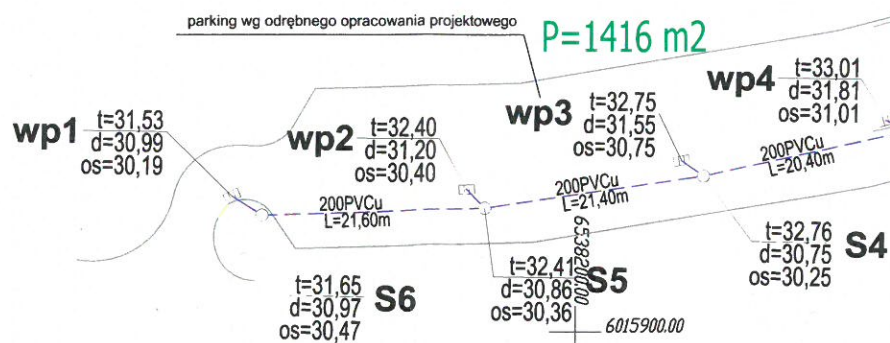 parking wg odrębnego opracowania projektowego
P=1416 m2
wp1
t=31,53
d=30,99
os=30,19
wp2
t=32,40
d=31,20
os=30,40
wp3
t=32,75
d=31,55
os=30,75
wp4
t=33,01
d=31,81
os=31,01
200PVCu
L=21,60m
200PVCu
L=21,40m
200PVCu
L=20,40m
t=31,65
d=30,97
os=30,47
S6
t=32,41
d=30,86
os=30,36
S5
t=32,76
d=30,75
os=30,25
S4
6538200.00
6015900.00